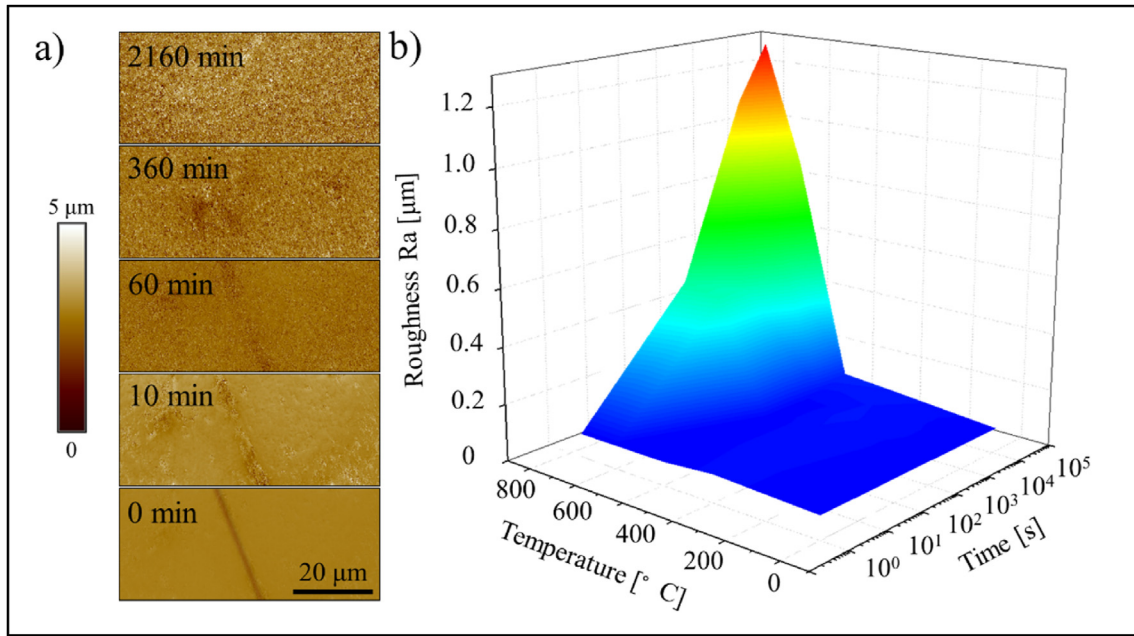 a)
2160 min
360 min
60 min
10 min
0 min
20 μm
5 μm
0
b)
Roughness Ra [μm]
1.2
1.0
0.8
0.6
0.4
0.2
0
800
600
400
200
0
Temperature [° C]
10⁰
10¹
10²
10³
10⁴
10⁵
Time [s]